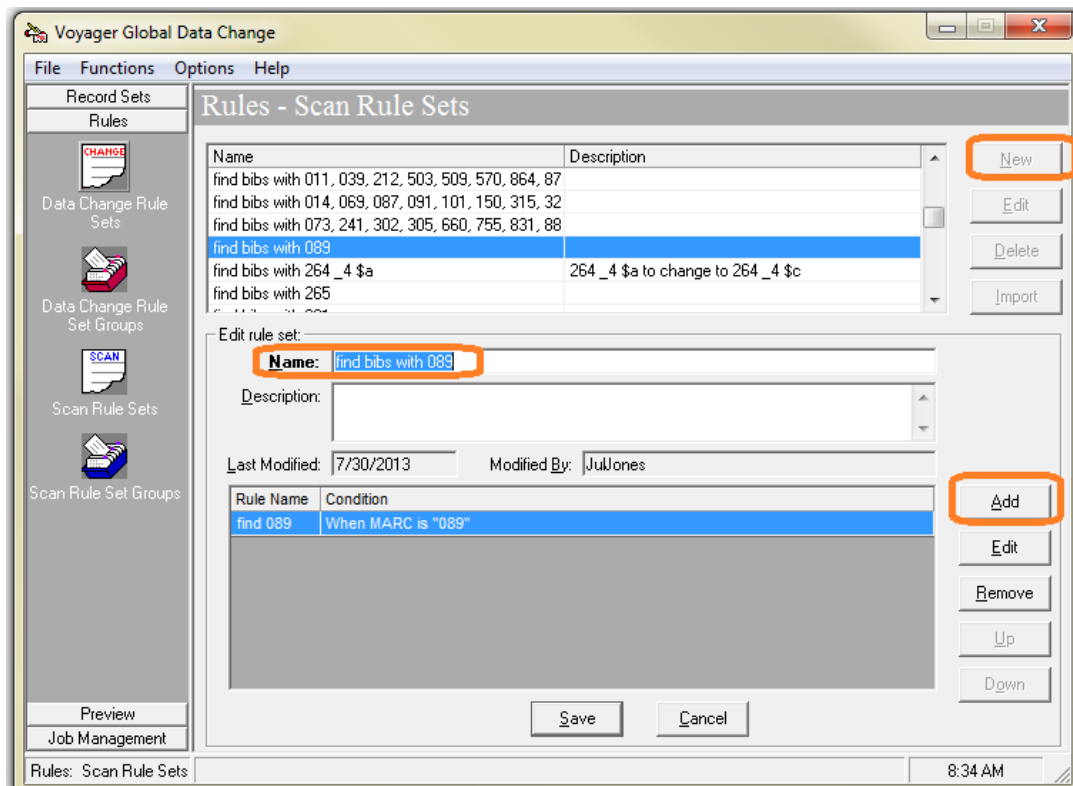 Voyager Global Data Change
File Functions Options Help
Record Sets
Rules
CHANGE
Data Change Rule
Sets
Data Change Rule
Set Groups
SCAN
Scan Rule Sets
Scan Rule Set Groups
Preview
Job Management
Rules - Scan Rule Sets
Name Description
find bibs with 011, 039, 212, 503, 509, 570, 864, 87
find bibs with 014, 069, 087, 091, 101, 150, 315, 32
find bibs with 073, 241, 302, 305, 660, 755, 831, 88
find bibs with 089
find bibs with 264 _4 $a 264 _4 $a to change to 264 _4 $c
find bibs with 265
New
Edit
Delete
Import
Edit rule set:
Name: find bibs with 089
Description:
Last Modified: 7/30/2013 Modified By: JulJones
Rule Name Condition
find 089 When MARC is "089"
Add
Edit
Remove
Up
Down
Save Cancel
Rules: Scan Rule Sets 8:34 AM